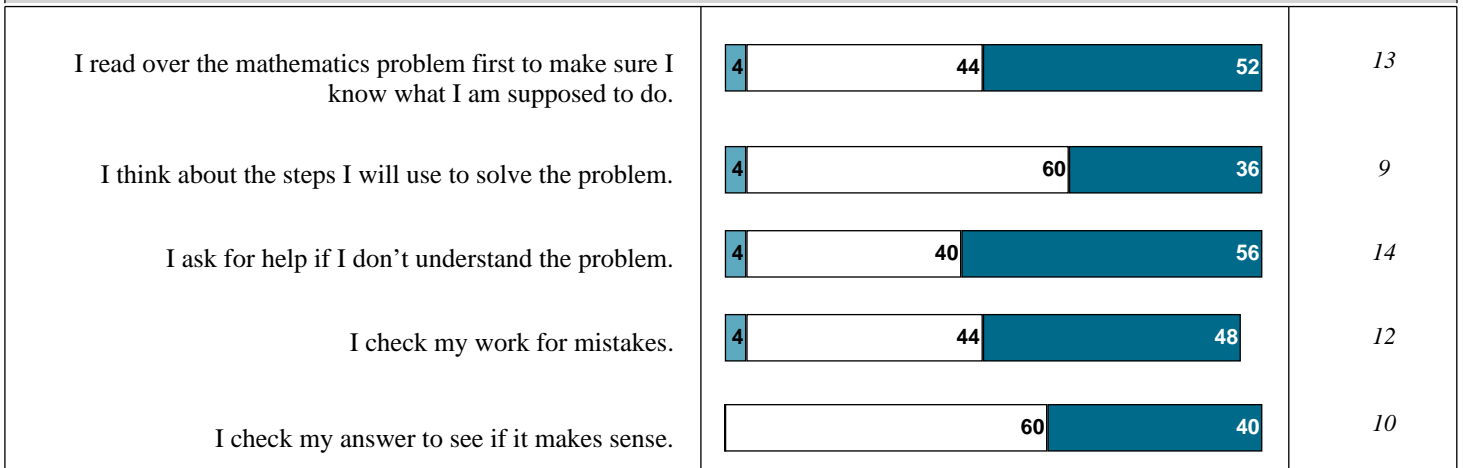 I read over the mathematics problem first to make sure I
know what I am supposed to do.
4 44 52 13
I think about the steps I will use to solve the problem.
4 60 36 9
I ask for help if I don’t understand the problem.
4 40 56 14
I check my work for mistakes.
4 44 48 12
I check my answer to see if it makes sense.
60 40 10